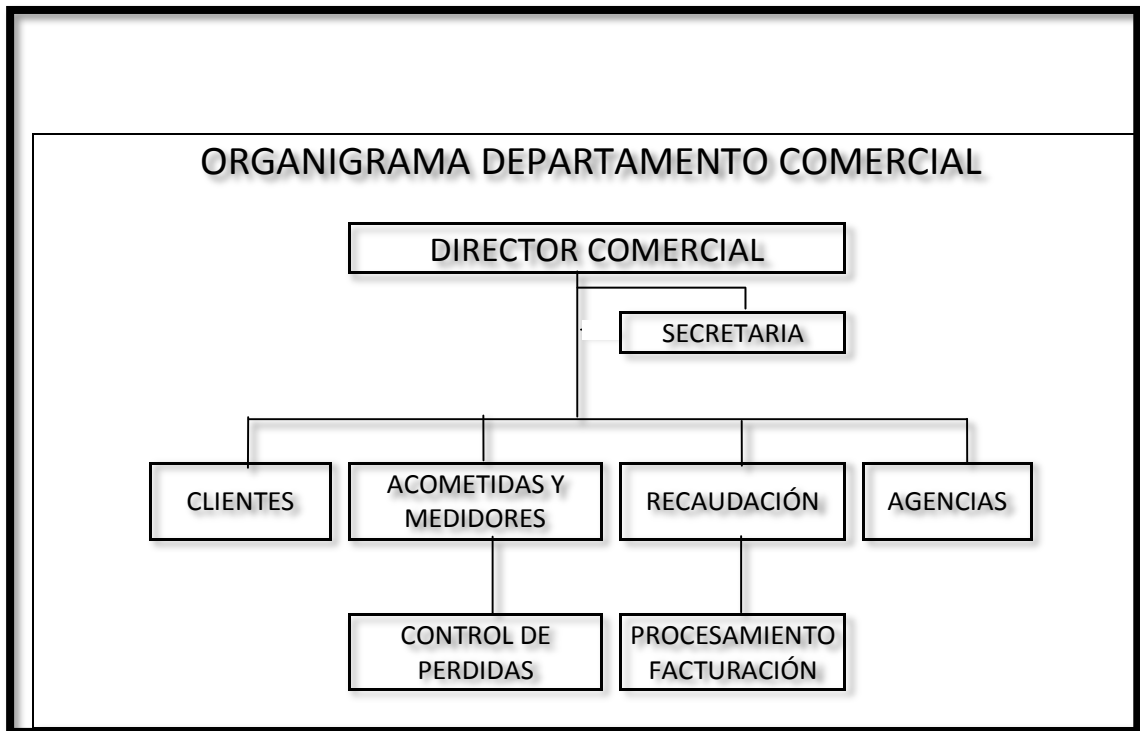 ORGANIGRAMA DEPARTAMENTO COMERCIAL
DIRECTOR COMERCIAL
SECRETARIA
CLIENTES
ACOMETIDAS Y
MEDIDORES
RECAUDACIÓN
AGENCIAS
CONTROL DE
PERDIDAS
PROCESAMIENTO
FACTURACIÓN